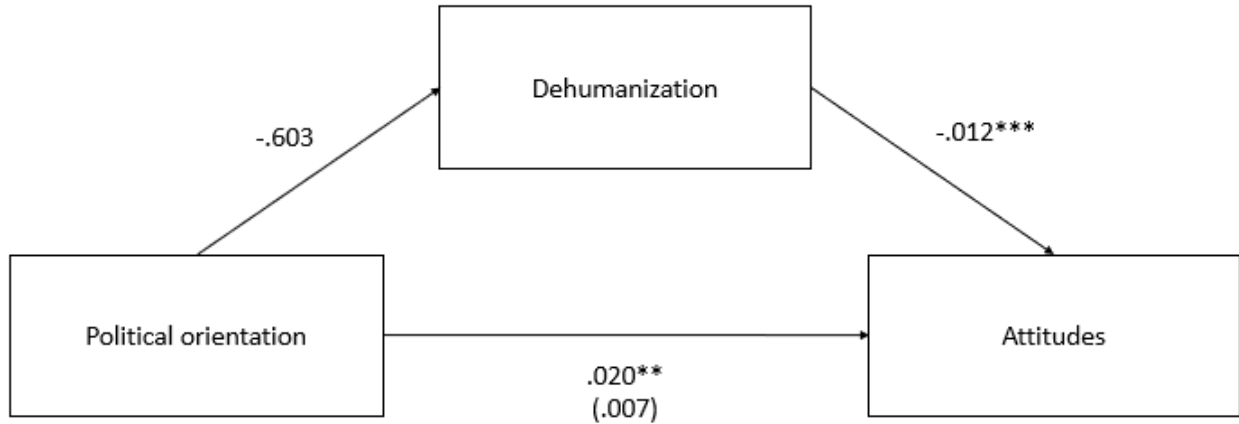 Dehumanization
-.603
-.012***
Political orientation
Attitudes
.020**
(.007)